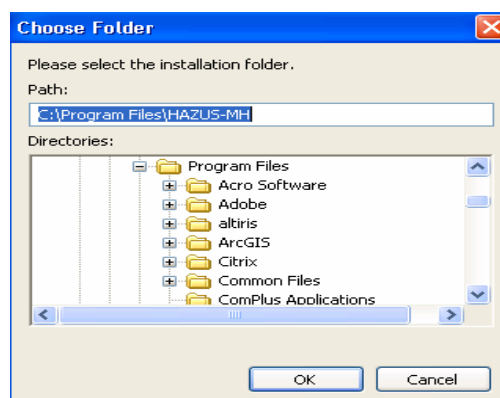 Choose Folder
Please select the installation folder.
Path:
C:\Program Files\HAZUS-MH
Directories:
Program Files
Acro Software
Adobe
altiris
ArcGIS
Citrix
Common Files
ComPlus Applications
OK Cancel